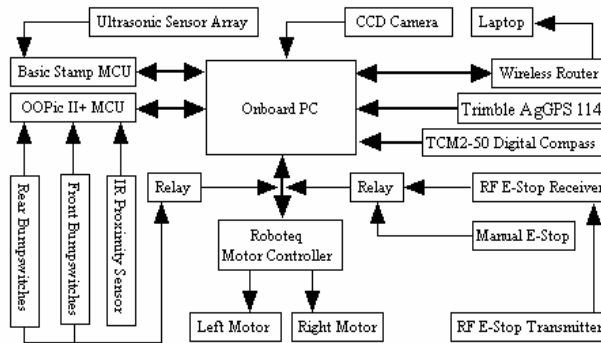 Ultrasonic Sensor Array
CCD Camera
Laptop
Basic Stamp MCU
Wireless Router
OOPic II+ MCU
Onboard PC
Trimble AgGPS 114
TCM2-50 Digital Compass
Rear Bumpswitches
Front Bumpswitches
IR Proximity Sensor
Relay
Relay
RF E-Stop Receiver
Roboteq
Motor Controller
Manual E-Stop
Left Motor
Right Motor
RF E-Stop Transmitter